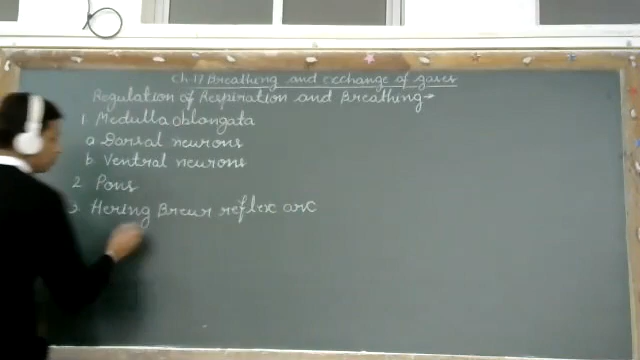 Ch.17 Breathing and exchange of gases
Regulation of Respiration and Breathing→
1. Medulla oblongata
a Dorsal neurons
b. Ventral neurons
2. Pons
3. Hering Breur reflex arc